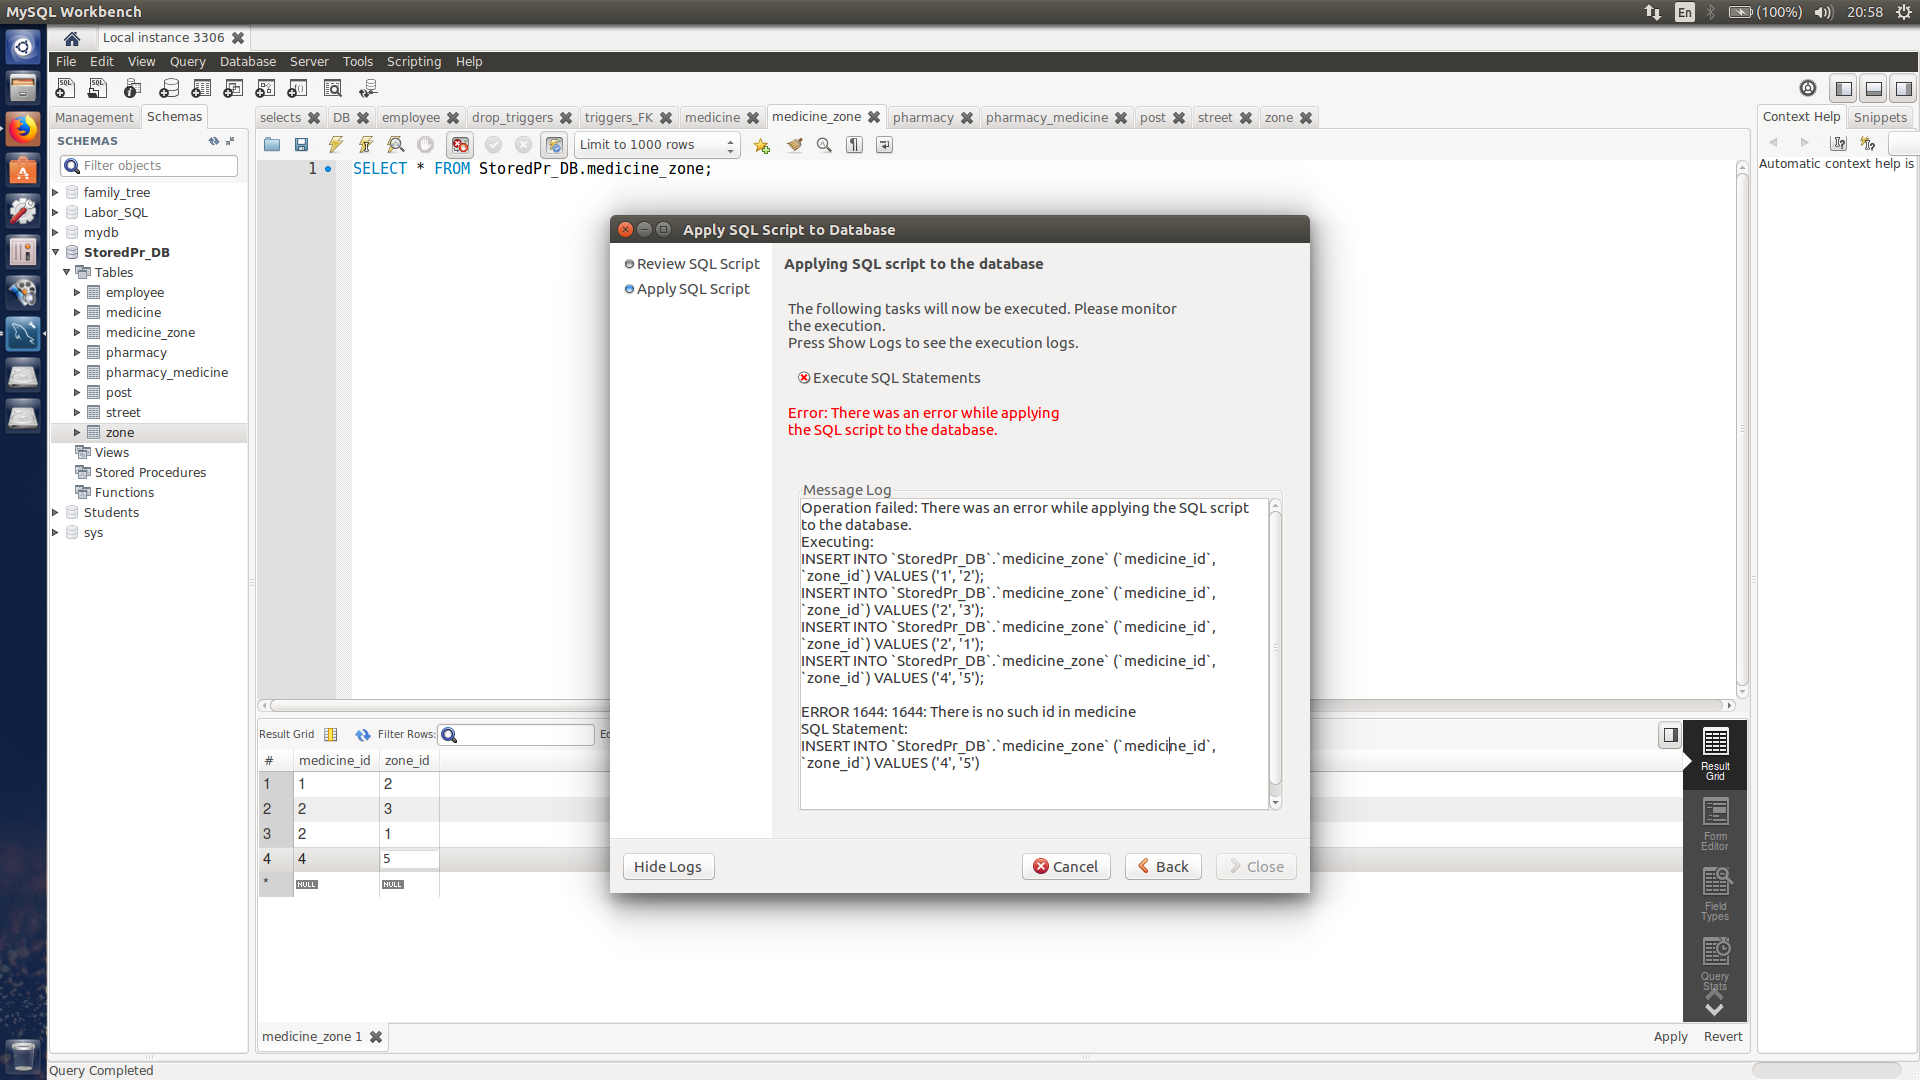 MySQL Workbench
En
(100%)
20:58
Local instance 3306
File Edit View Query Database Server Tools Scripting Help
Management
Schemas
selects
DB
employee
drop_triggers
triggers_FK
medicine
medicine_zone
pharmacy
pharmacy_medicine
post
street
zone
Context Help
Snippets
SCHEMAS
Filter objects
Limit to 1000 rows
Automatic context help is
1
SELECT * FROM StoredPr_DB.medicine_zone;
family_tree
Labor_SQL
mydb
StoredPr_DB
Tables
employee
medicine
medicine_zone
pharmacy
pharmacy_medicine
post
street
zone
Views
Stored Procedures
Functions
Students
sys
Apply SQL Script to Database
Review SQL Script
Apply SQL Script
Applying SQL script to the database
The following tasks will now be executed. Please monitor
the execution.
Press Show Logs to see the execution logs.
Execute SQL Statements
Error: There was an error while applying
the SQL script to the database.
Message Log
Operation failed: There was an error while applying the SQL script
to the database.
Executing:
INSERT INTO `StoredPr_DB`.`medicine_zone` (`medicine_id`,
`zone_id`) VALUES ('1', '2');
INSERT INTO `StoredPr_DB`.`medicine_zone` (`medicine_id`,
`zone_id`) VALUES ('2', '3');
INSERT INTO `StoredPr_DB`.`medicine_zone` (`medicine_id`,
`zone_id`) VALUES ('2', '1');
INSERT INTO `StoredPr_DB`.`medicine_zone` (`medicine_id`,
`zone_id`) VALUES ('4', '5');
ERROR 1644: 1644: There is no such id in medicine
SQL Statement:
INSERT INTO `StoredPr_DB`.`medicine_zone` (`medicine_id`,
`zone_id`) VALUES ('4', '5')
Hide Logs
Cancel
Back
Close
Result Grid
Filter Rows:
Ec
# medicine_id zone_id
1 1 2
2 2 3
3 2 1
4 4 5
* NULL NULL
Result
Grid
Form
Editor
Field
Types
Query
Stats
medicine_zone 1
Apply
Revert
Query Completed